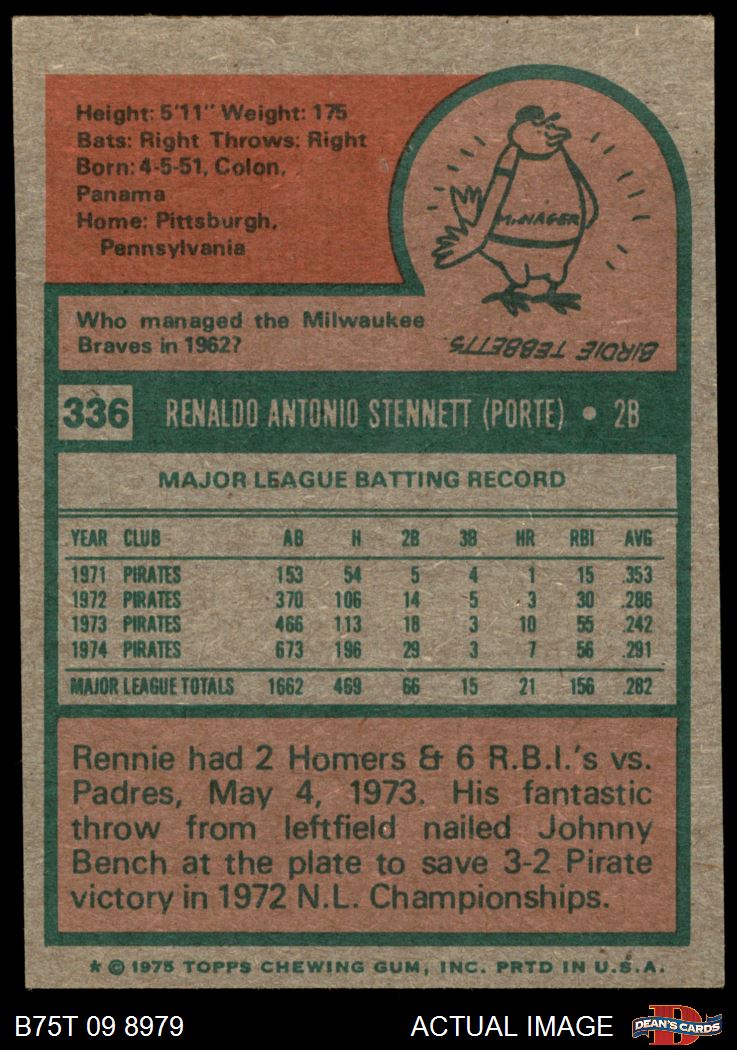 Height: 5'11" Weight: 175
Bats: Right Throws: Right
Born: 4-5-51, Colon,
Panama
Home: Pittsburgh,
Pennsylvania
MANAGER
Who managed the Milwaukee
Braves in 1962?
BIRDIE TEBBETTS
336 RENALDO ANTONIO STENNETT (PORTE) • 2B
MAJOR LEAGUE BATTING RECORD
YEAR CLUB AB H 2B 3B HR RBI AVG
1971 PIRATES 153 54 5 4 1 15 .353
1972 PIRATES 370 106 14 5 3 30 .286
1973 PIRATES 466 113 18 3 10 55 .242
1974 PIRATES 673 196 29 3 7 56 .291
MAJOR LEAGUE TOTALS 1662 469 66 15 21 156 .282
Rennie had 2 Homers & 6 R.B.I.'s vs.
Padres, May 4, 1973. His fantastic
throw from leftfield nailed Johnny
Bench at the plate to save 3-2 Pirate
victory in 1972 N.L. Championships.
* © 1975 TOPPS CHEWING GUM, INC. PRTD IN U.S.A.
B75T 09 8979 ACTUAL IMAGE
D
DEAN'S CARDS